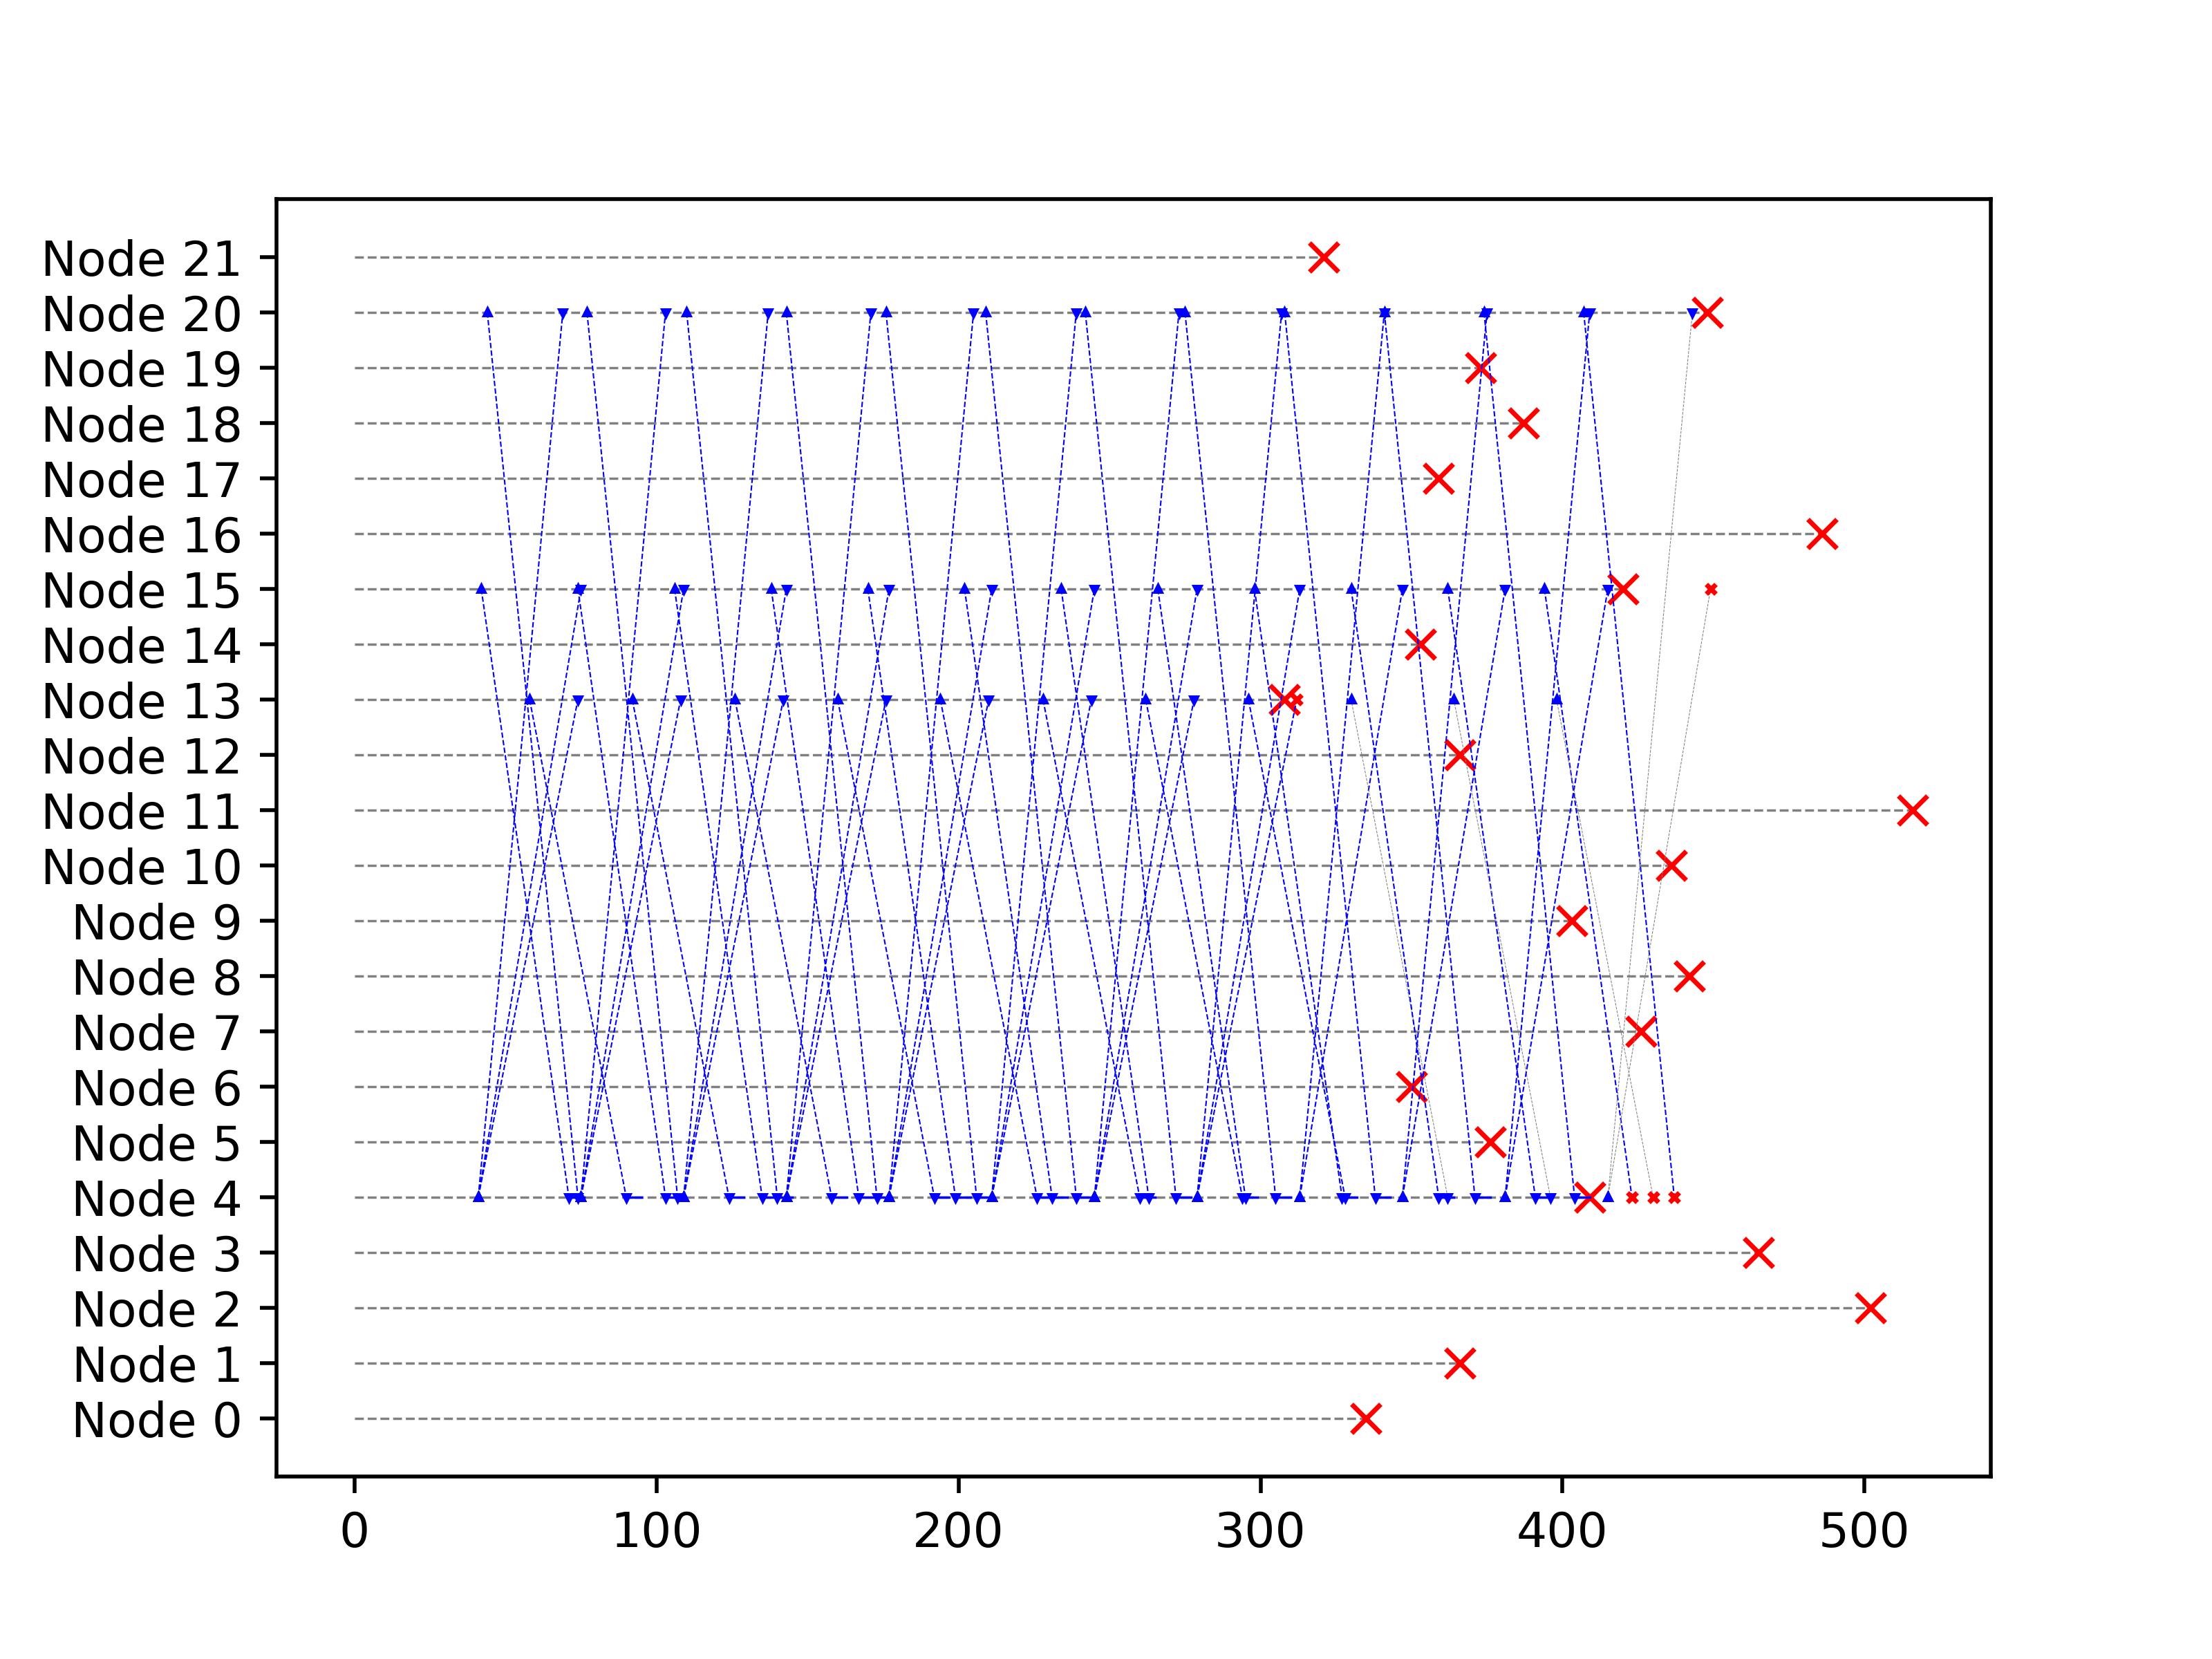 Node 21
Node 20
Node 19
Node 18
Node 17
Node 16
Node 15
Node 14
Node 13
Node 12
Node 11
Node 10
Node 9
Node 8
Node 7
Node 6
Node 5
Node 4
Node 3
Node 2
Node 1
Node 0
0 100 200 300 400 500